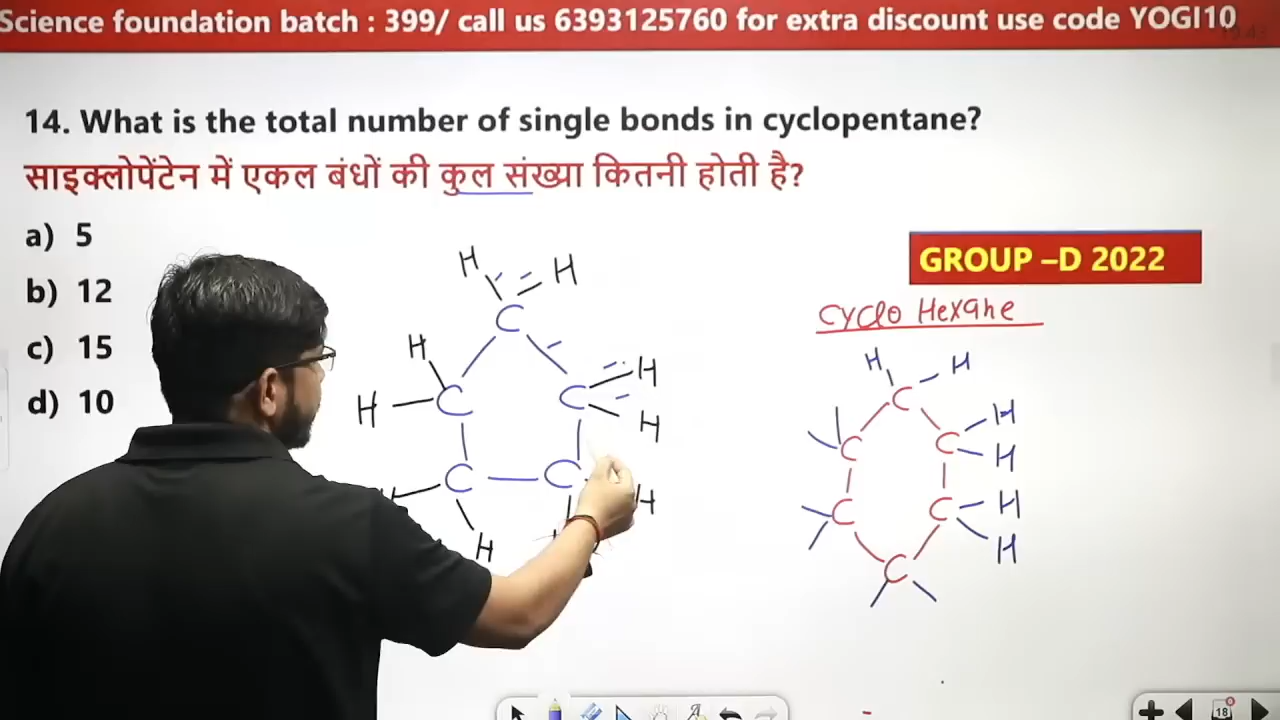 Science foundation batch : 399/ call us 6393125760 for extra discount use code YOGI10
14. What is the total number of single bonds in cyclopentane?
साइक्लोपेंटेन में एकल बंधों की कुल संख्या कितनी होती है?
a) 5
b) 12
c) 15
d) 10
GROUP –D 2022
Cyclo Hexane
H H
C
H H
H C C H
C C H
H
H H
C
C C H
H
C C H
H
C
18